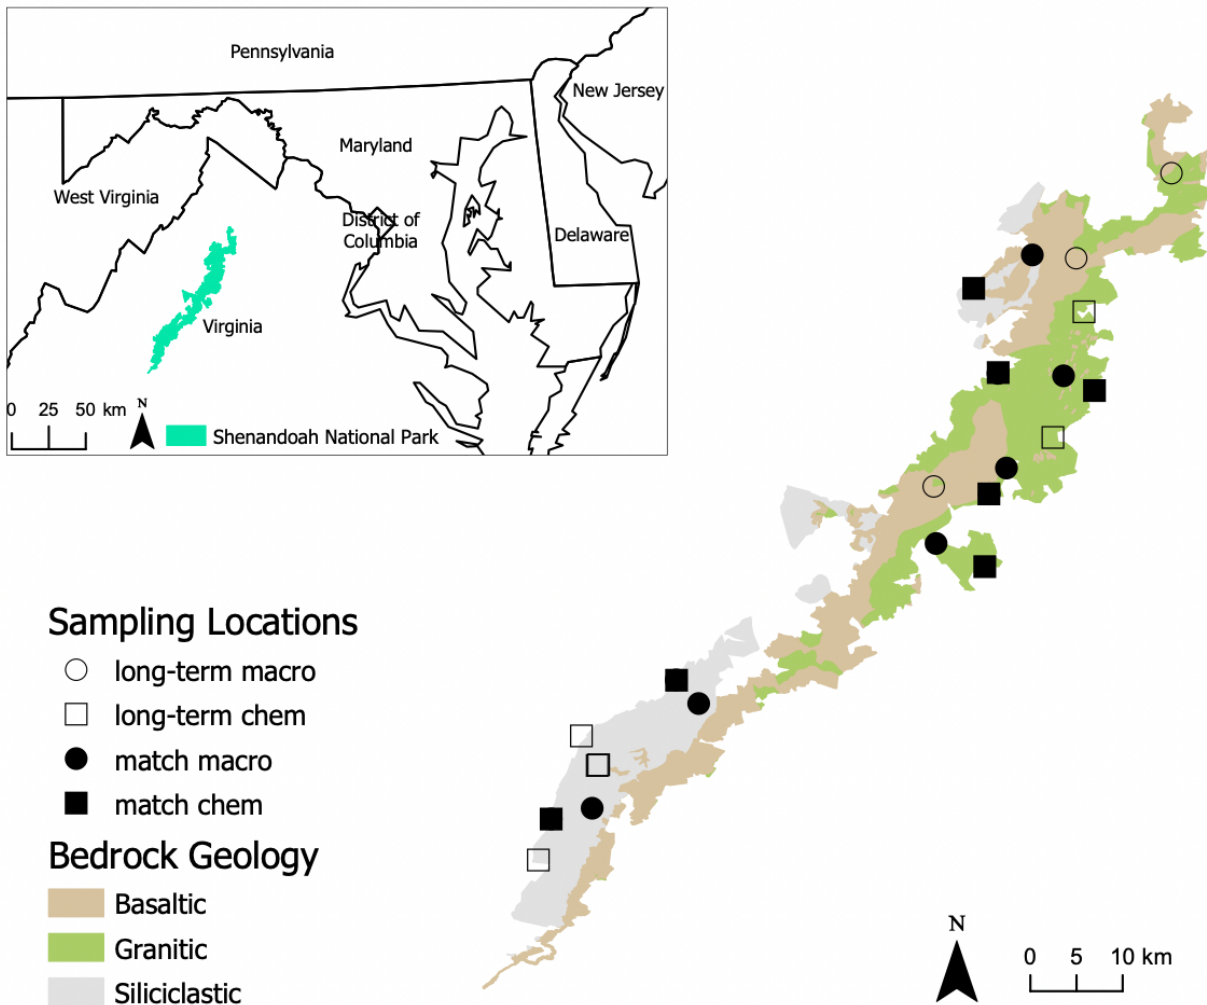 Pennsylvania
New Jersey
Maryland
West Virginia
District of
Columbia
Delaware
Virginia
0 25 50 km
N
Shenandoah National Park
Sampling Locations
long-term macro
long-term chem
match macro
match chem
Bedrock Geology
Basaltic
Granitic
Siliciclastic
N
0 5 10 km